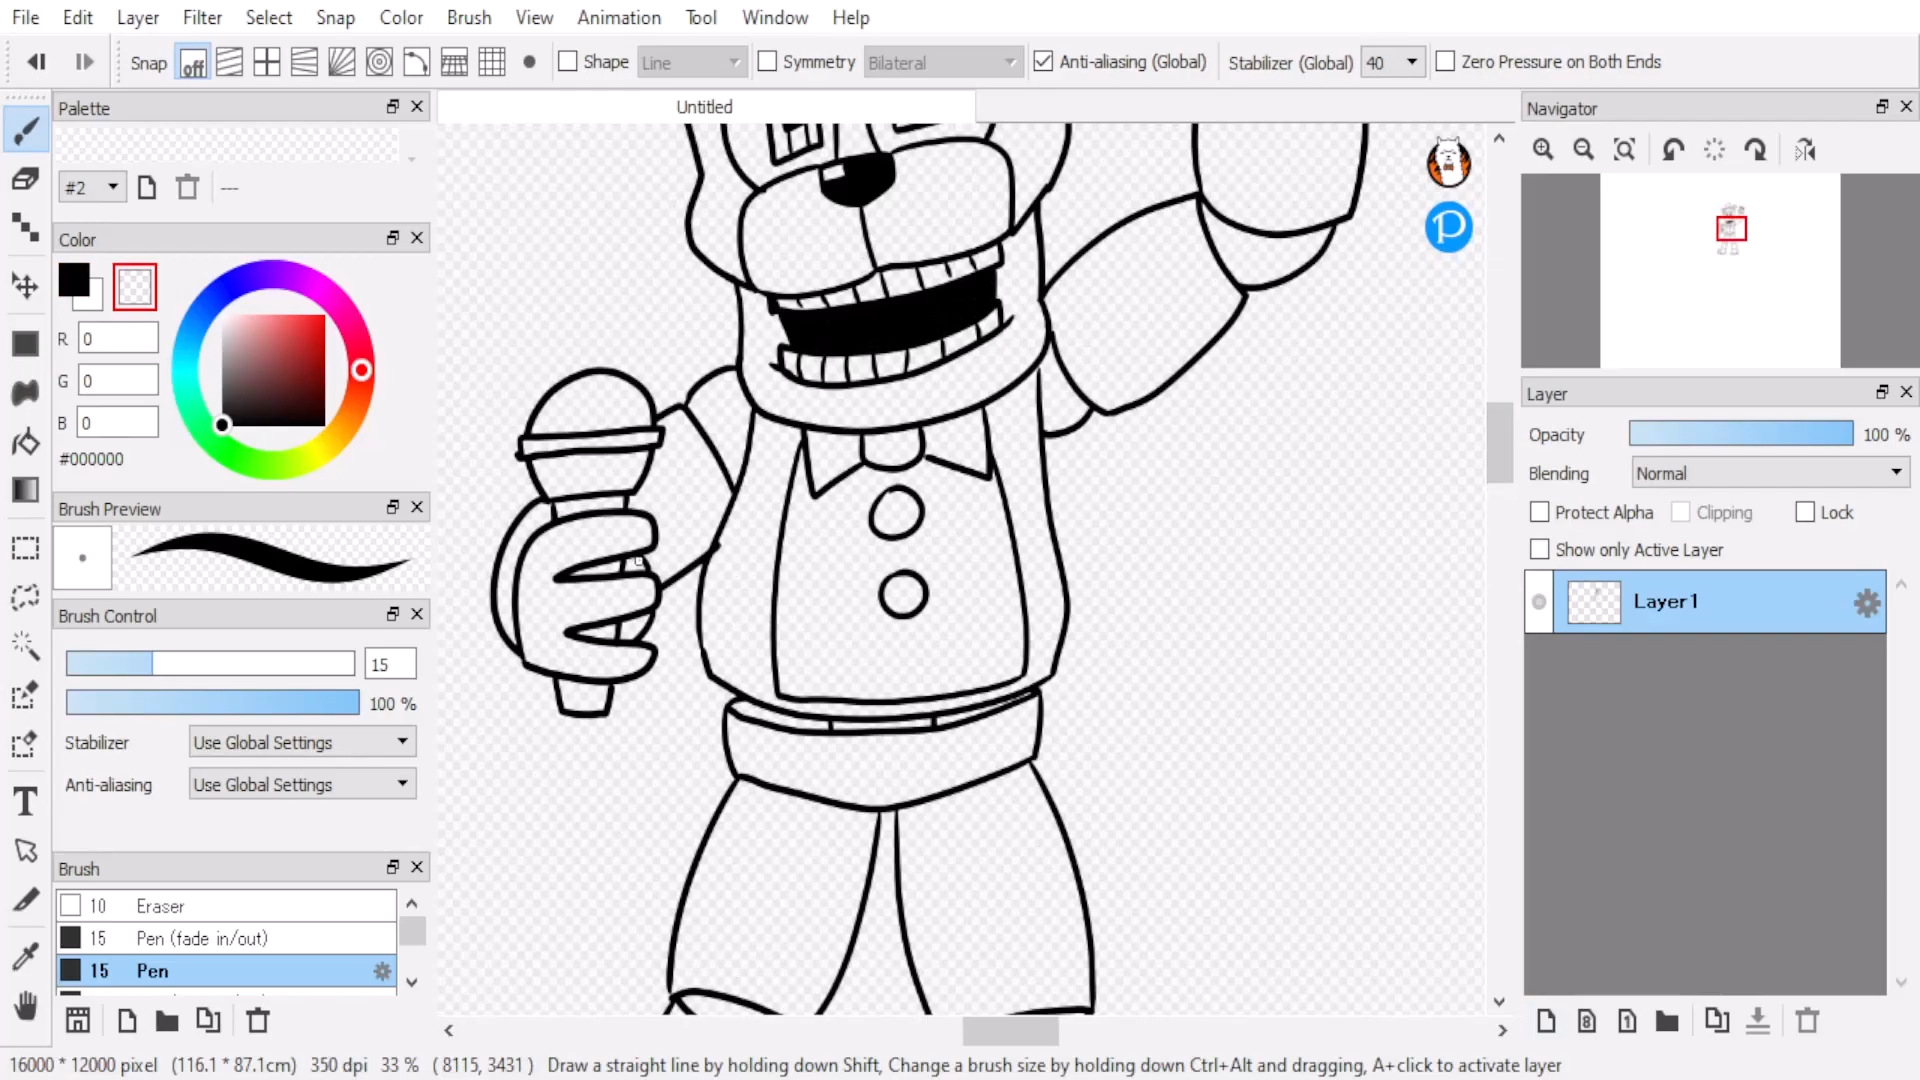 File Edit Layer Filter Select Snap Color Brush View Animation Tool Window Help
Snap off Shape Line Symmetry Bilateral Anti-aliasing (Global) Stabilizer (Global) 40 Zero Pressure on Both Ends
Palette
#2 ---
Color
R 0
G 0
B 0
#000000
Brush Preview
Brush Control
15
100 %
Stabilizer Use Global Settings
Anti-aliasing Use Global Settings
Brush
10 Eraser
15 Pen (fade in/out)
15 Pen
Untitled
P
Navigator
Layer
Opacity 100 %
Blending Normal
Protect Alpha Clipping Lock
Show only Active Layer
Layer1
8 1
T
16000 * 12000 pixel (116.1 * 87.1cm) 350 dpi 33 % ( 8115, 3431 ) Draw a straight line by holding down Shift, Change a brush size by holding down Ctrl+Alt and dragging, A+click to activate layer